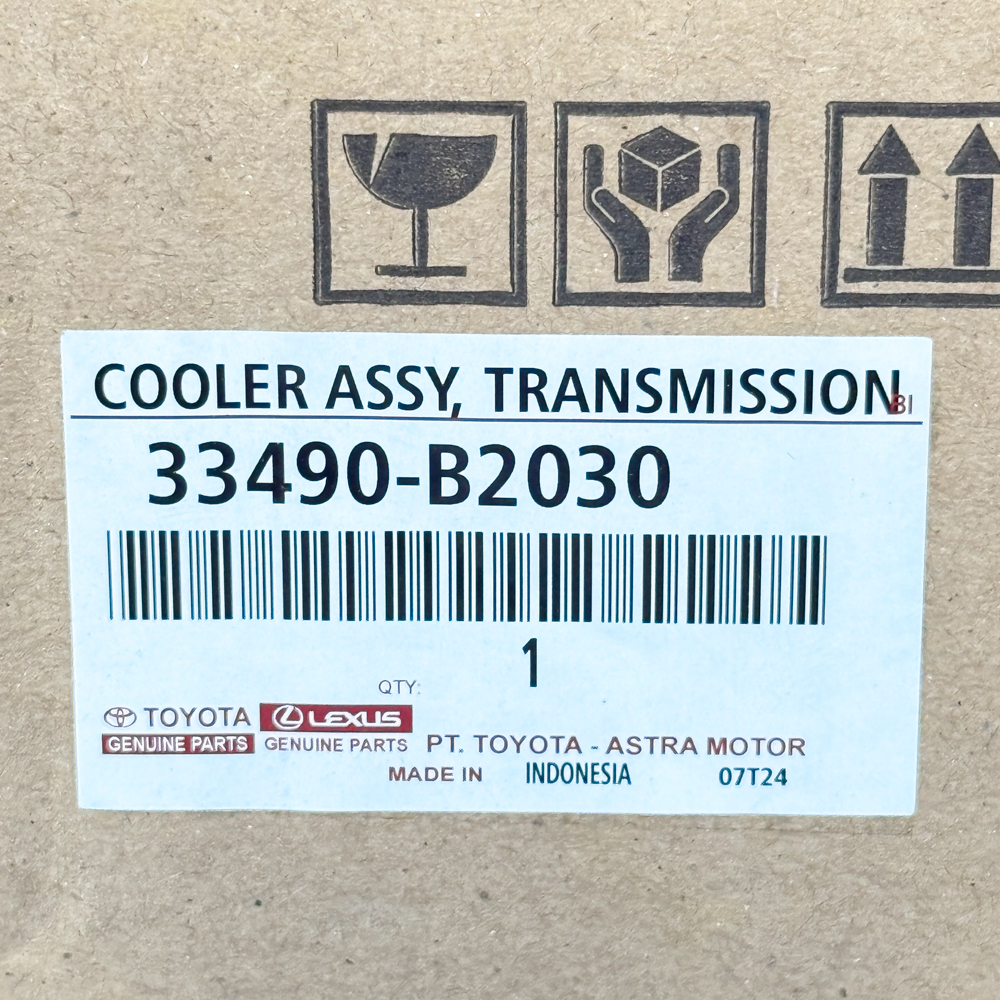 COOLER ASSY, TRANSMISSION
BI
33490-B2030
1
QTY:
TOYOTA LEXUS
GENUINE PARTS GENUINE PARTS PT. TOYOTA - ASTRA MOTOR
MADE IN INDONESIA 07T24